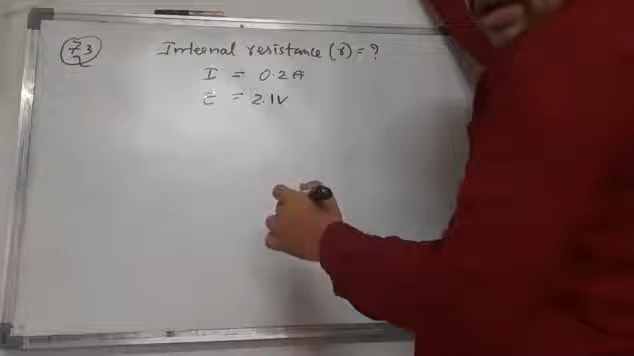 73 Internal resistance (r) = ?
I = 0.2A
E = 2.1V